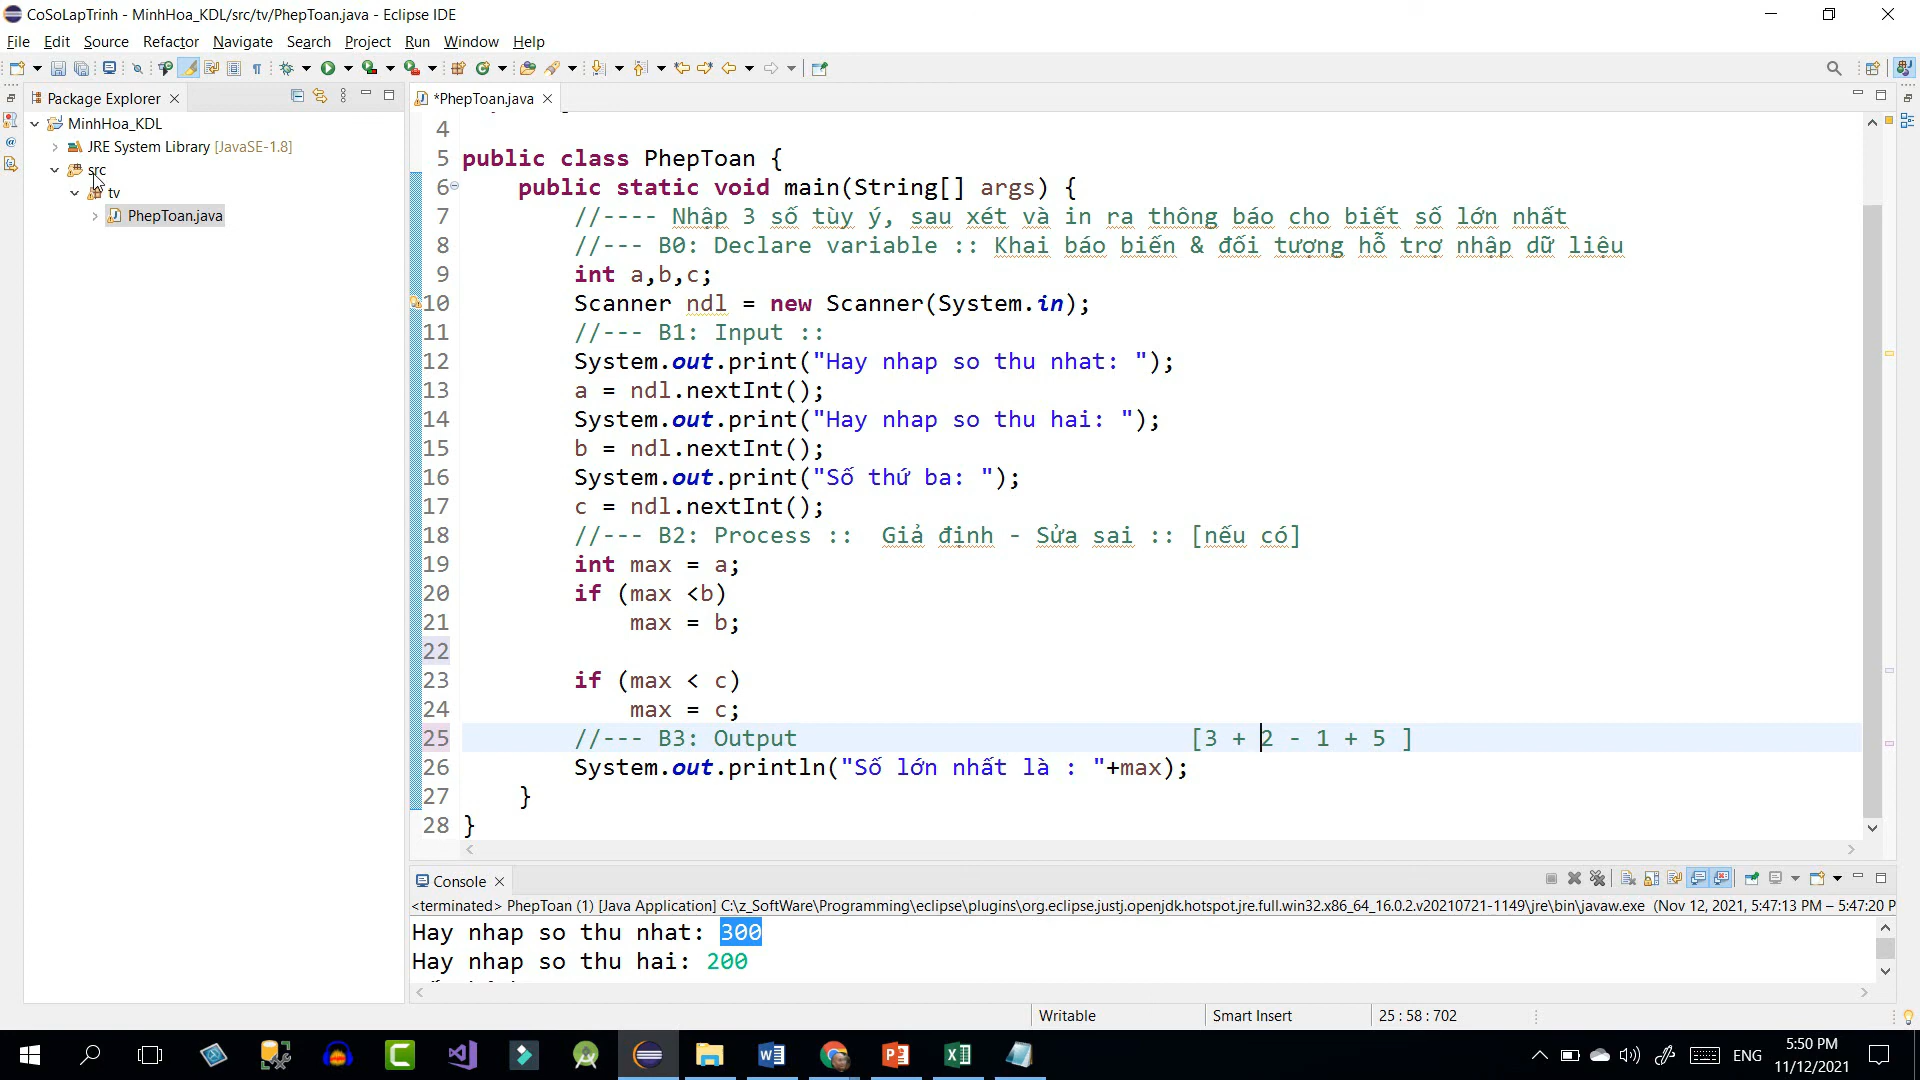 CoSoLapTrinh - MinhHoa_KDL/src/tv/PhepToan.java - Eclipse IDE
File Edit Source Refactor Navigate Search Project Run Window Help
Package Explorer
*PhepToan.java
MinhHoa_KDL
JRE System Library [JavaSE-1.8]
src
tv
PhepToan.java
4
5 public class PhepToan {
6 public static void main(String[] args) {
7 //---- Nhập 3 số tùy ý, sau xét và in ra thông báo cho biết số lớn nhất
8 //--- B0: Declare variable :: Khai báo biến & đối tượng hỗ trợ nhập dữ liệu
9 int a,b,c;
10 Scanner ndl = new Scanner(System.in);
11 //--- B1: Input ::
12 System.out.print("Hay nhap so thu nhat: ");
13 a = ndl.nextInt();
14 System.out.print("Hay nhap so thu hai: ");
15 b = ndl.nextInt();
16 System.out.print("Số thứ ba: ");
17 c = ndl.nextInt();
18 //--- B2: Process :: Giả định - Sửa sai :: [nếu có]
19 int max = a;
20 if (max <b)
21 max = b;
22
23 if (max < c)
24 max = c;
25 //--- B3: Output [3 + 2 - 1 + 5 ]
26 System.out.println("Số lớn nhất là : "+max);
27 }
28 }
Console
<terminated> PhepToan (1) [Java Application] C:\z_SoftWare\Programming\eclipse\plugins\org.eclipse.justj.openjdk.hotspot.jre.full.win32.x86_64_16.0.2.v20210721-1149\jre\bin\javaw.exe (Nov 12, 2021, 5:47:13 PM – 5:47:20 P
Hay nhap so thu nhat: 300
Hay nhap so thu hai: 200
Writable Smart Insert 25 : 58 : 702
ENG
5:50 PM
11/12/2021